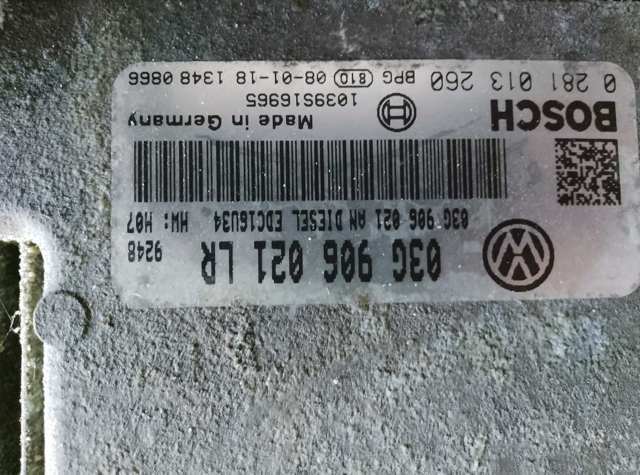 03G 906 021 LR
9248
03G 906 021 AN DIESEL EDC16U34 HW: H07
BOSCH
Made in Germany
1039S16965
0 281 013 260 BPG 810 08-01-18 1348 0866